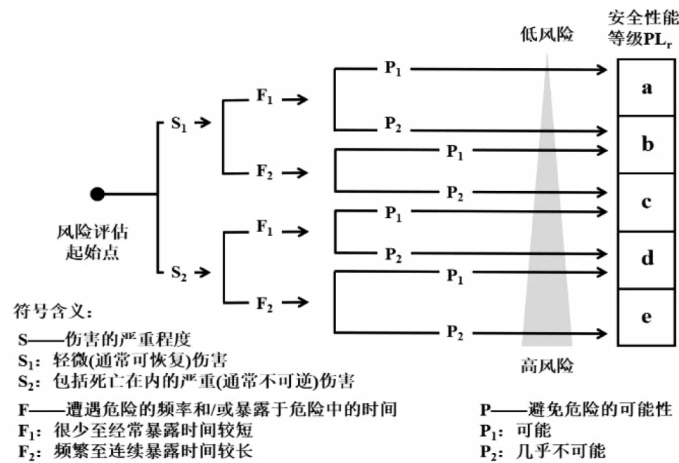 低风险
安全性能
等级PLr
P1
a
F1
S1
P2
b
P1
F2
P2
c
风险评估
起始点
F1
P1
P2
d
S2
P1
F2
P2
e
高风险
符号含义：
S——伤害的严重程度
S1：轻微(通常可恢复)伤害
S2：包括死亡在内的严重(通常不可逆)伤害
F——遭遇危险的频率和/或暴露于危险中的时间
F1：很少至经常暴露时间较短
F2：频繁至连续暴露时间较长
P——避免危险的可能性
P1：可能
P2：几乎不可能